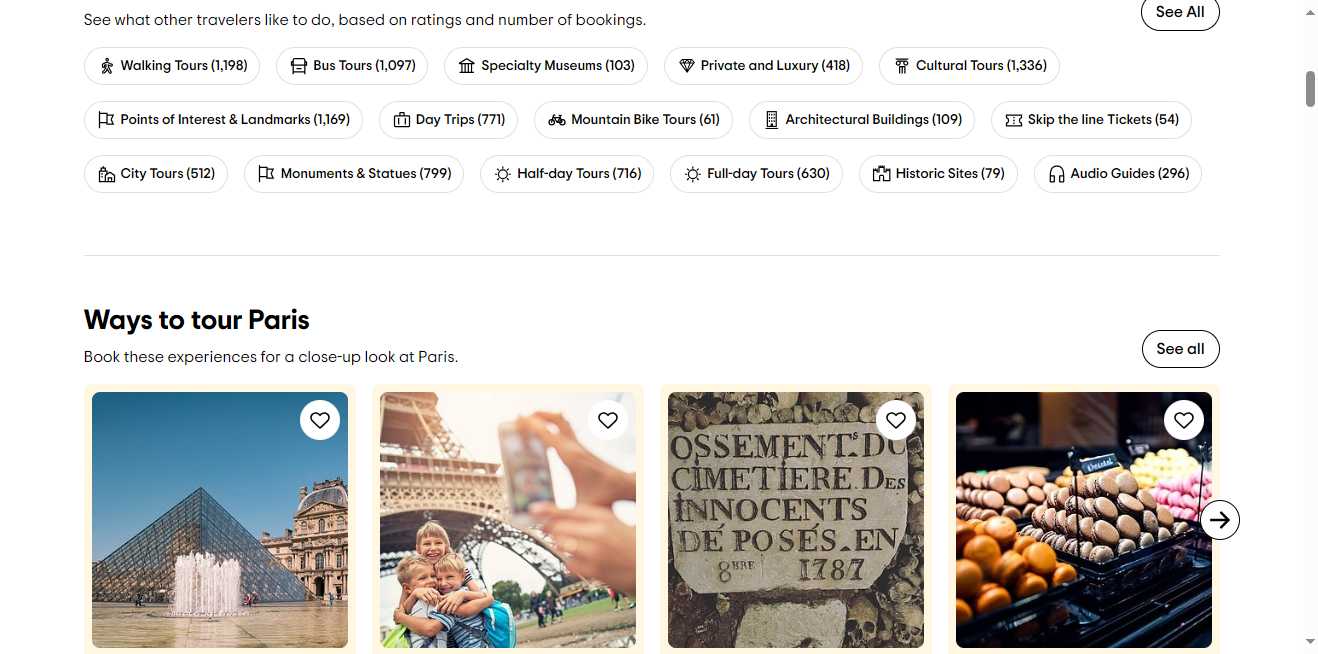 See what other travelers like to do, based on ratings and number of bookings.
See All
Walking Tours (1,198)
Bus Tours (1,097)
Specialty Museums (103)
Private and Luxury (418)
Cultural Tours (1,336)
Points of Interest & Landmarks (1,169)
Day Trips (771)
Mountain Bike Tours (61)
Architectural Buildings (109)
Skip the line Tickets (54)
City Tours (512)
Monuments & Statues (799)
Half-day Tours (716)
Full-day Tours (630)
Historic Sites (79)
Audio Guides (296)
Ways to tour Paris
Book these experiences for a close-up look at Paris.
See all
OSSEMENTS DU
CIMETIERE DES
INNOCENTS
DÉPOSÉS EN
8BRE 1787